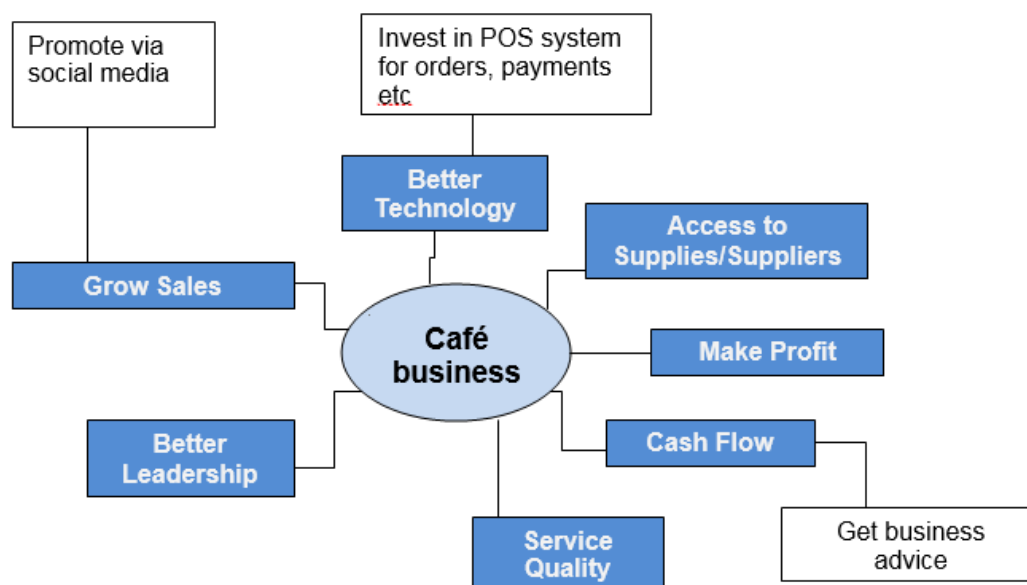 Promote via
social media
Invest in POS system
for orders, payments
etc
Better
Technology
Access to
Supplies/Suppliers
Grow Sales
Café
business
Make Profit
Better
Leadership
Cash Flow
Service
Quality
Get business
advice